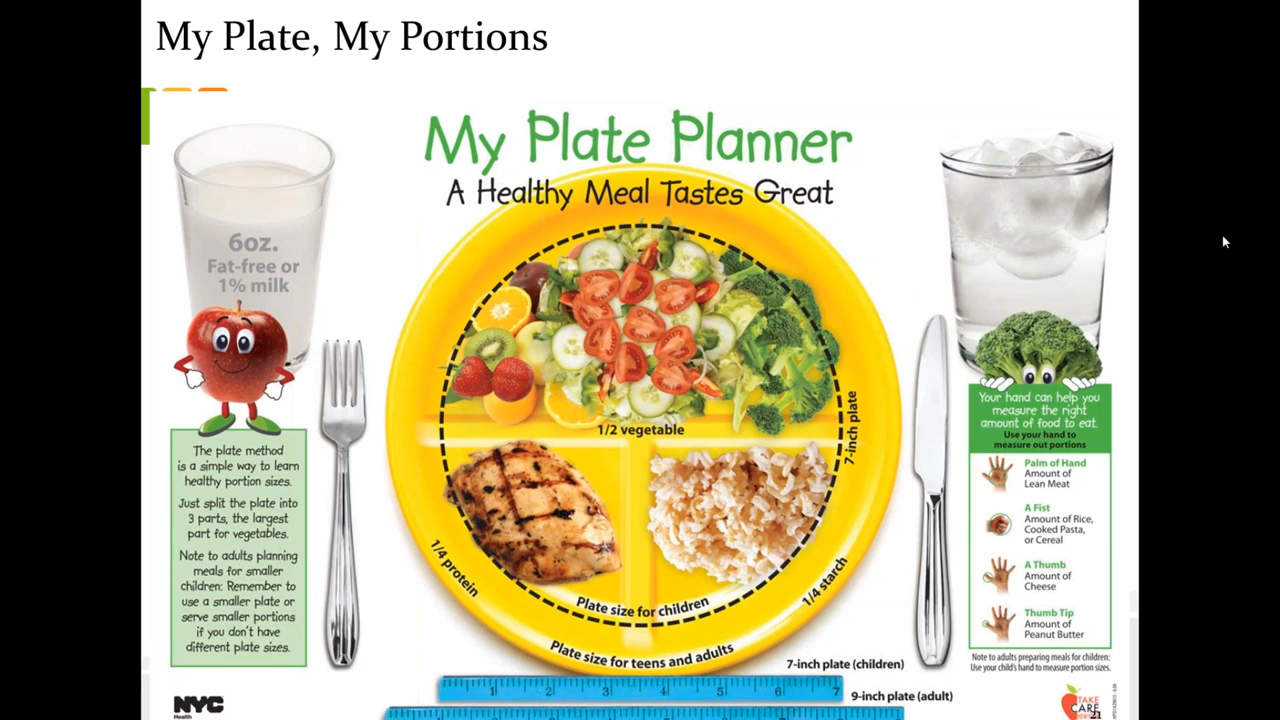 My Plate, My Portions
My Plate Planner
A Healthy Meal Tastes Great
6oz.
Fat-free or
1% milk
The plate method
is a simple way to learn
healthy portion sizes.
Just split the plate into
3 parts, the largest
part for vegetables.
Note to adults planning
meals for smaller
children: Remember to
use a smaller plate or
serve smaller portions
if you don't have
different plate sizes.
NYC
Health
1/2 vegetable
7-inch plate
1/4 protein
1/4 starch
Plate size for children
Plate size for teens and adults
7-inch plate (children)
1 2 3 4 5 6 7
9-inch plate (adult)
Your hand can help you
measure the right
amount of food to eat.
Use your hand to
measure out portions
Palm of Hand
Amount of
Lean Meat
A Fist
Amount of Rice,
Cooked Pasta,
or Cereal
A Thumb
Amount of
Cheese
Thumb Tip
Amount of
Peanut Butter
Note to adults preparing meals for children:
Use your child's hand to measure portion sizes.
TAKE
CARE
21